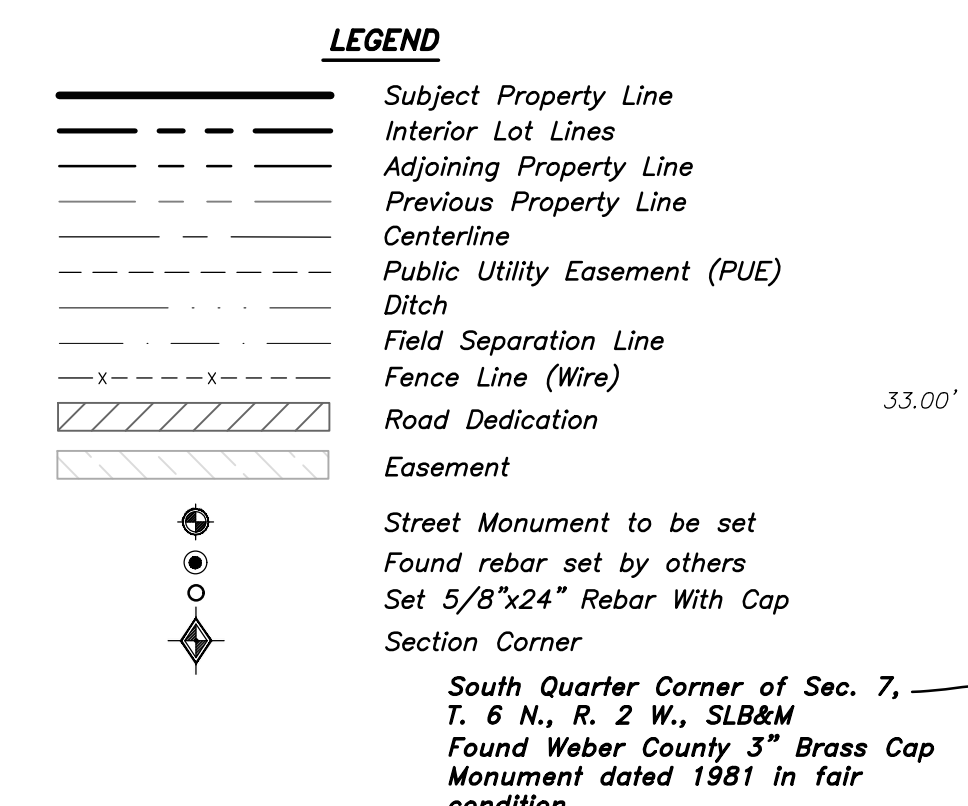 LEGEND
Subject Property Line
Interior Lot Lines
Adjoining Property Line
Previous Property Line
Centerline
Public Utility Easement (PUE)
Ditch
Field Separation Line
x x Fence Line (Wire)
33.00'
Road Dedication
Easement
Street Monument to be set
Found rebar set by others
Set 5/8"x24" Rebar With Cap
Section Corner
South Quarter Corner of Sec. 7,
T. 6 N., R. 2 W., SLB&M
Found Weber County 3" Brass Cap
Monument dated 1981 in fair
condition